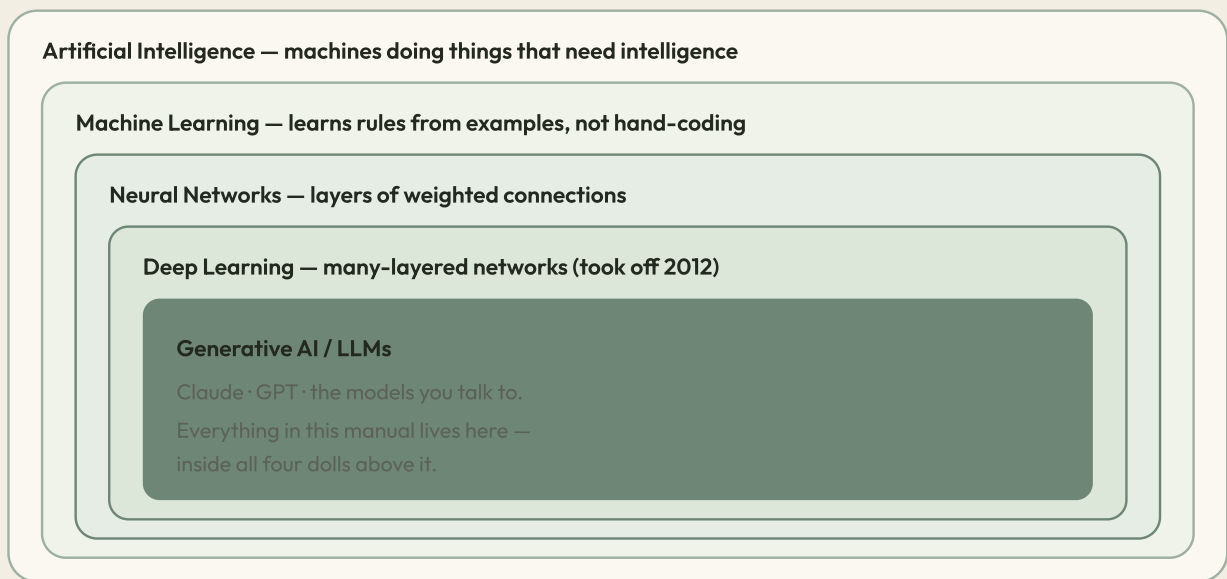 Artificial Intelligence — machines doing things that need intelligence
Machine Learning — learns rules from examples, not hand-coding
Neural Networks — layers of weighted connections
Deep Learning — many-layered networks (took off 2012)
Generative AI / LLMs
Claude · GPT · the models you talk to.
Everything in this manual lives here —
inside all four dolls above it.